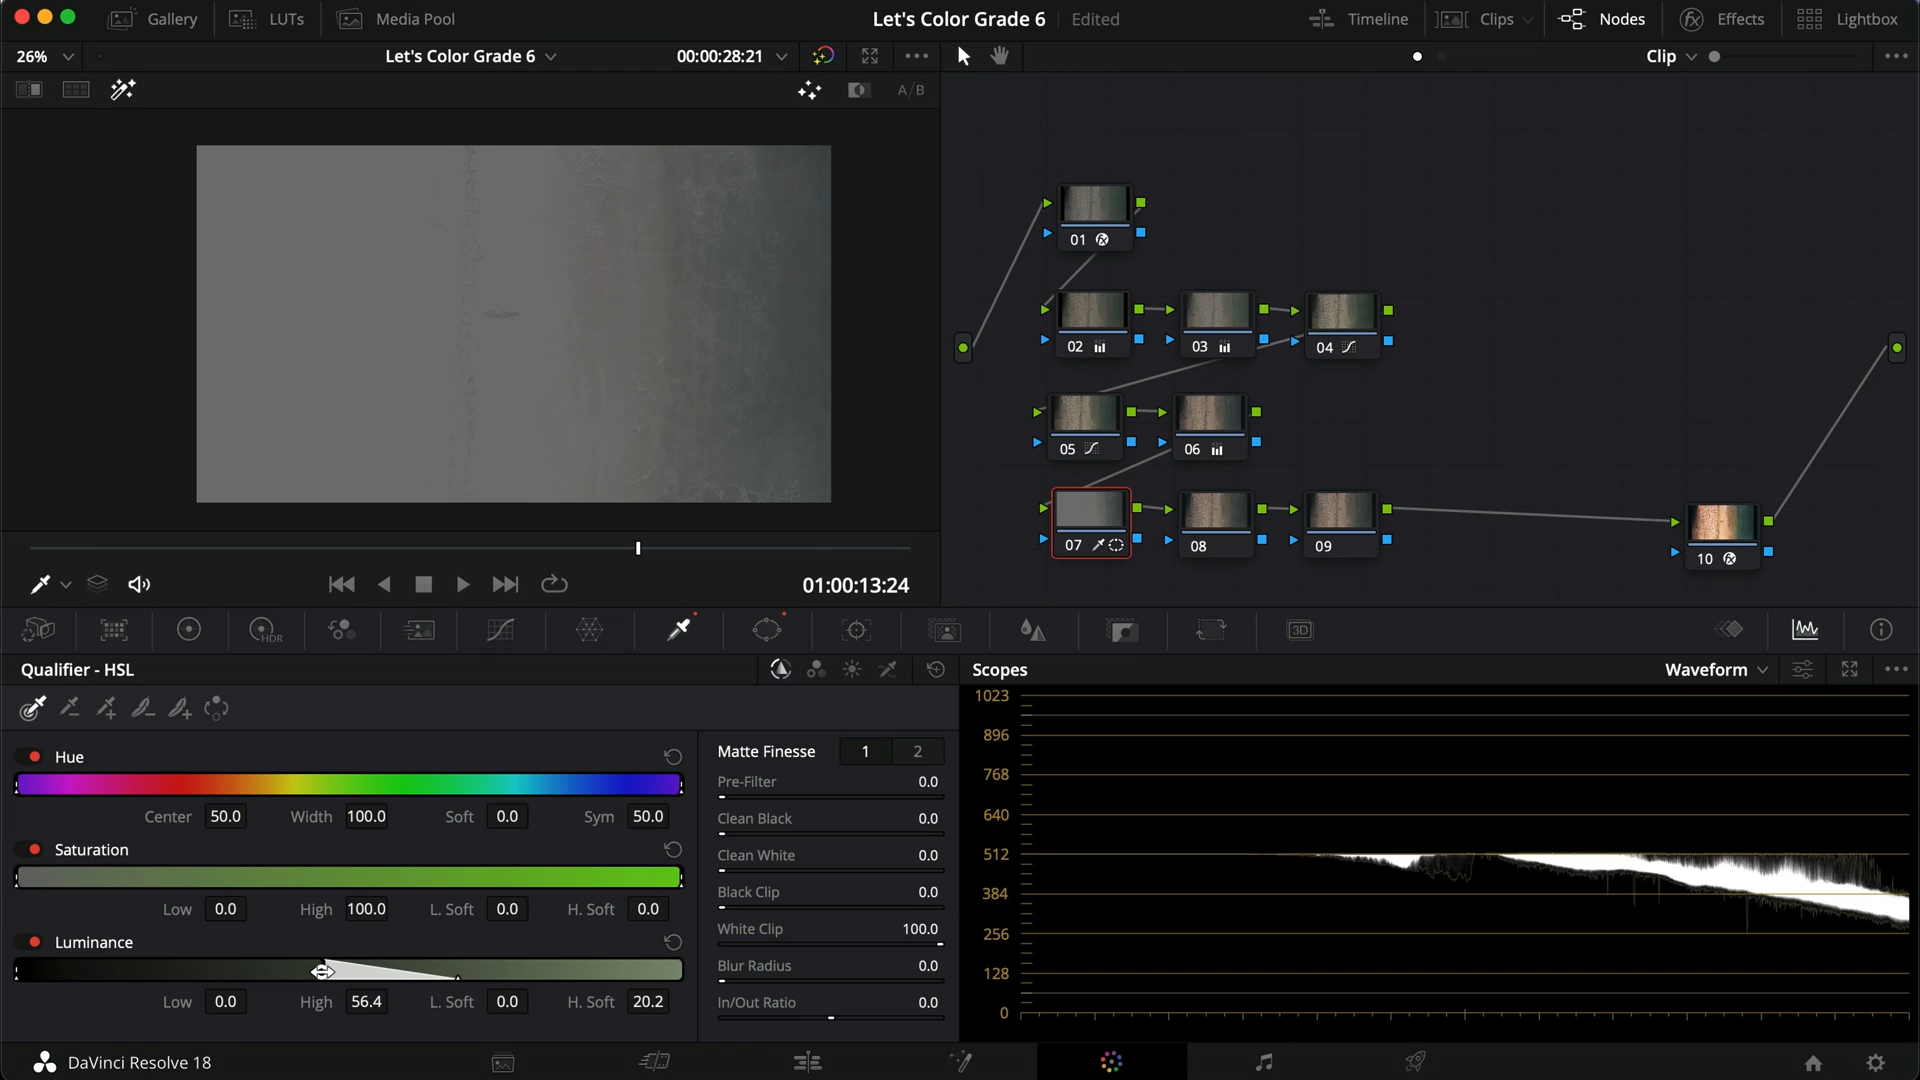 Gallery LUTs Media Pool Let's Color Grade 6 Edited Timeline Clips Nodes Effects Lightbox
26% Let's Color Grade 6 00:00:28:21 Clip
A/B
01
02 03 04
05 06
07 08 09
10
01:00:13:24
HDR 3D
Qualifier - HSL
Scopes Waveform
Hue
Center 50.0 Width 100.0 Soft 0.0 Sym 50.0
Saturation
Low 0.0 High 100.0 L. Soft 0.0 H. Soft 0.0
Luminance
Low 0.0 High 56.4 L. Soft 0.0 H. Soft 20.2
Matte Finesse 1 2
Pre-Filter 0.0
Clean Black 0.0
Clean White 0.0
Black Clip 0.0
White Clip 100.0
Blur Radius 0.0
In/Out Ratio 0.0
1023
896
768
640
512
384
256
128
0
DaVinci Resolve 18